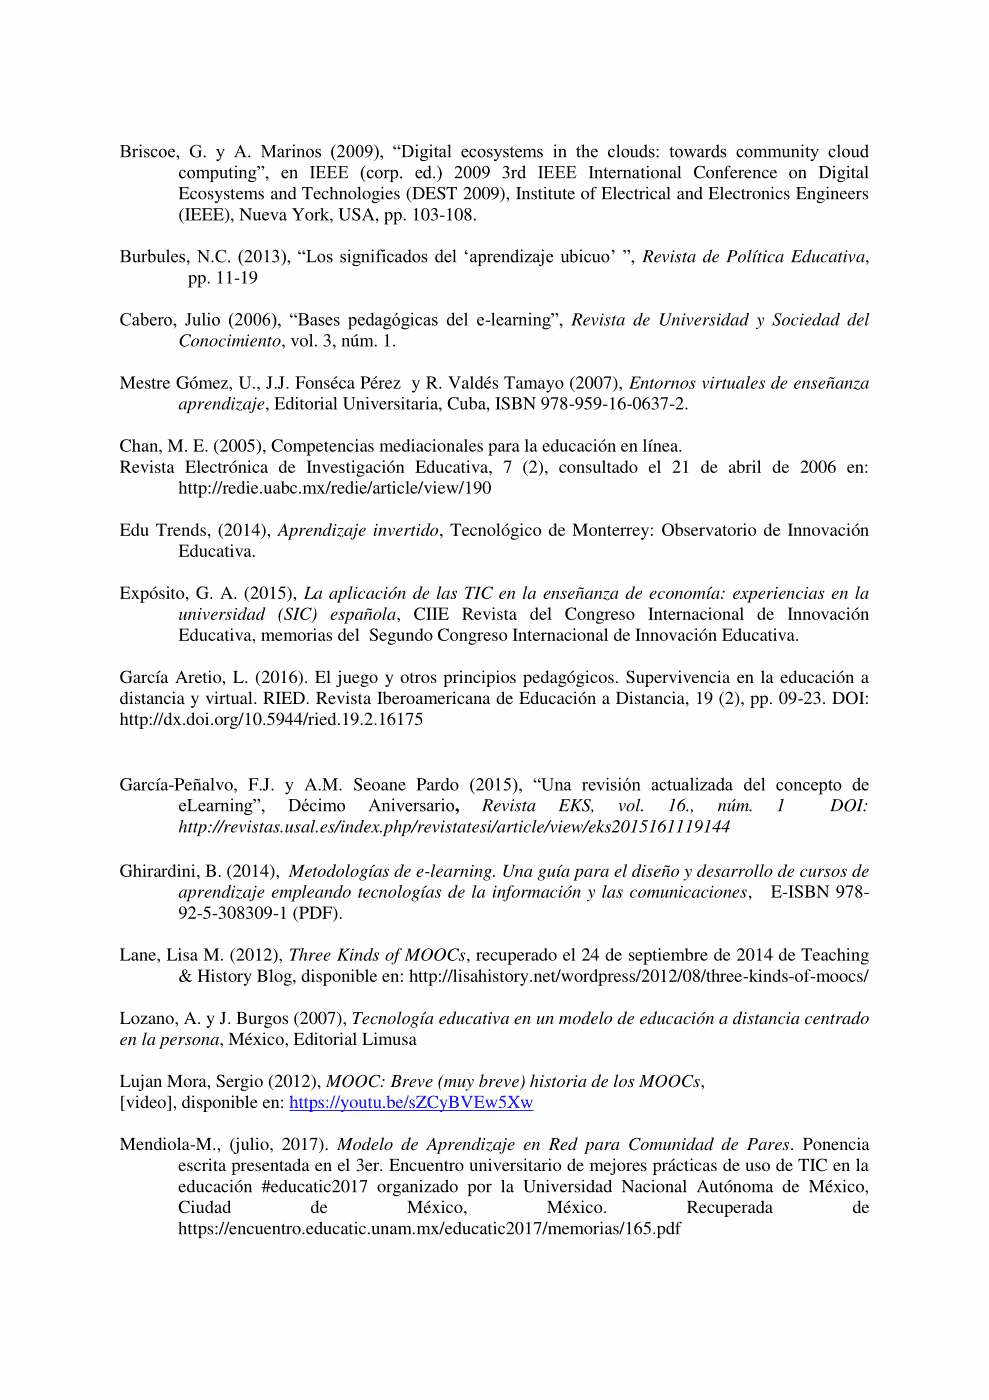 Briscoe, G. y A. Marinos (2009), “Digital ecosystems in the clouds: towards community cloud
computing”, en IEEE (corp. ed.) 2009 3rd IEEE International Conference on Digital
Ecosystems and Technologies (DEST 2009), Institute of Electrical and Electronics Engineers
(IEEE), Nueva York, USA, pp. 103-108.
Burbules, N.C. (2013), “Los significados del ‘aprendizaje ubicuo’ ”, Revista de Política Educativa,
pp. 11-19
Cabero, Julio (2006), “Bases pedagógicas del e-learning”, Revista de Universidad y Sociedad del
Conocimiento, vol. 3, núm. 1.
Mestre Gómez, U., J.J. Fonséca Pérez y R. Valdés Tamayo (2007), Entornos virtuales de enseñanza
aprendizaje, Editorial Universitaria, Cuba, ISBN 978-959-16-0637-2.
Chan, M. E. (2005), Competencias mediacionales para la educación en línea.
Revista Electrónica de Investigación Educativa, 7 (2), consultado el 21 de abril de 2006 en:
http://redie.uabc.mx/redie/article/view/190
Edu Trends, (2014), Aprendizaje invertido, Tecnológico de Monterrey: Observatorio de Innovación
Educativa.
Expósito, G. A. (2015), La aplicación de las TIC en la enseñanza de economía: experiencias en la
universidad (SIC) española, CIIE Revista del Congreso Internacional de Innovación
Educativa, memorias del Segundo Congreso Internacional de Innovación Educativa.
García Aretio, L. (2016). El juego y otros principios pedagógicos. Supervivencia en la educación a
distancia y virtual. RIED. Revista Iberoamericana de Educación a Distancia, 19 (2), pp. 09-23. DOI:
http://dx.doi.org/10.5944/ried.19.2.16175
García-Peñalvo, F.J. y A.M. Seoane Pardo (2015), “Una revisión actualizada del concepto de
eLearning”, Décimo Aniversario, Revista EKS, vol. 16., núm. 1 DOI:
http://revistas.usal.es/index.php/revistatesi/article/view/eks2015161119144
Ghirardini, B. (2014), Metodologías de e-learning. Una guía para el diseño y desarrollo de cursos de
aprendizaje empleando tecnologías de la información y las comunicaciones, E-ISBN 978-
92-5-308309-1 (PDF).
Lane, Lisa M. (2012), Three Kinds of MOOCs, recuperado el 24 de septiembre de 2014 de Teaching
& History Blog, disponible en: http://lisahistory.net/wordpress/2012/08/three-kinds-of-moocs/
Lozano, A. y J. Burgos (2007), Tecnología educativa en un modelo de educación a distancia centrado
en la persona, México, Editorial Limusa
Lujan Mora, Sergio (2012), MOOC: Breve (muy breve) historia de los MOOCs,
[video], disponible en: https://youtu.be/sZCyBVEw5Xw
Mendiola-M., (julio, 2017). Modelo de Aprendizaje en Red para Comunidad de Pares. Ponencia
escrita presentada en el 3er. Encuentro universitario de mejores prácticas de uso de TIC en la
educación #educatic2017 organizado por la Universidad Nacional Autónoma de México,
Ciudad de México, México. Recuperada de
https://encuentro.educatic.unam.mx/educatic2017/memorias/165.pdf